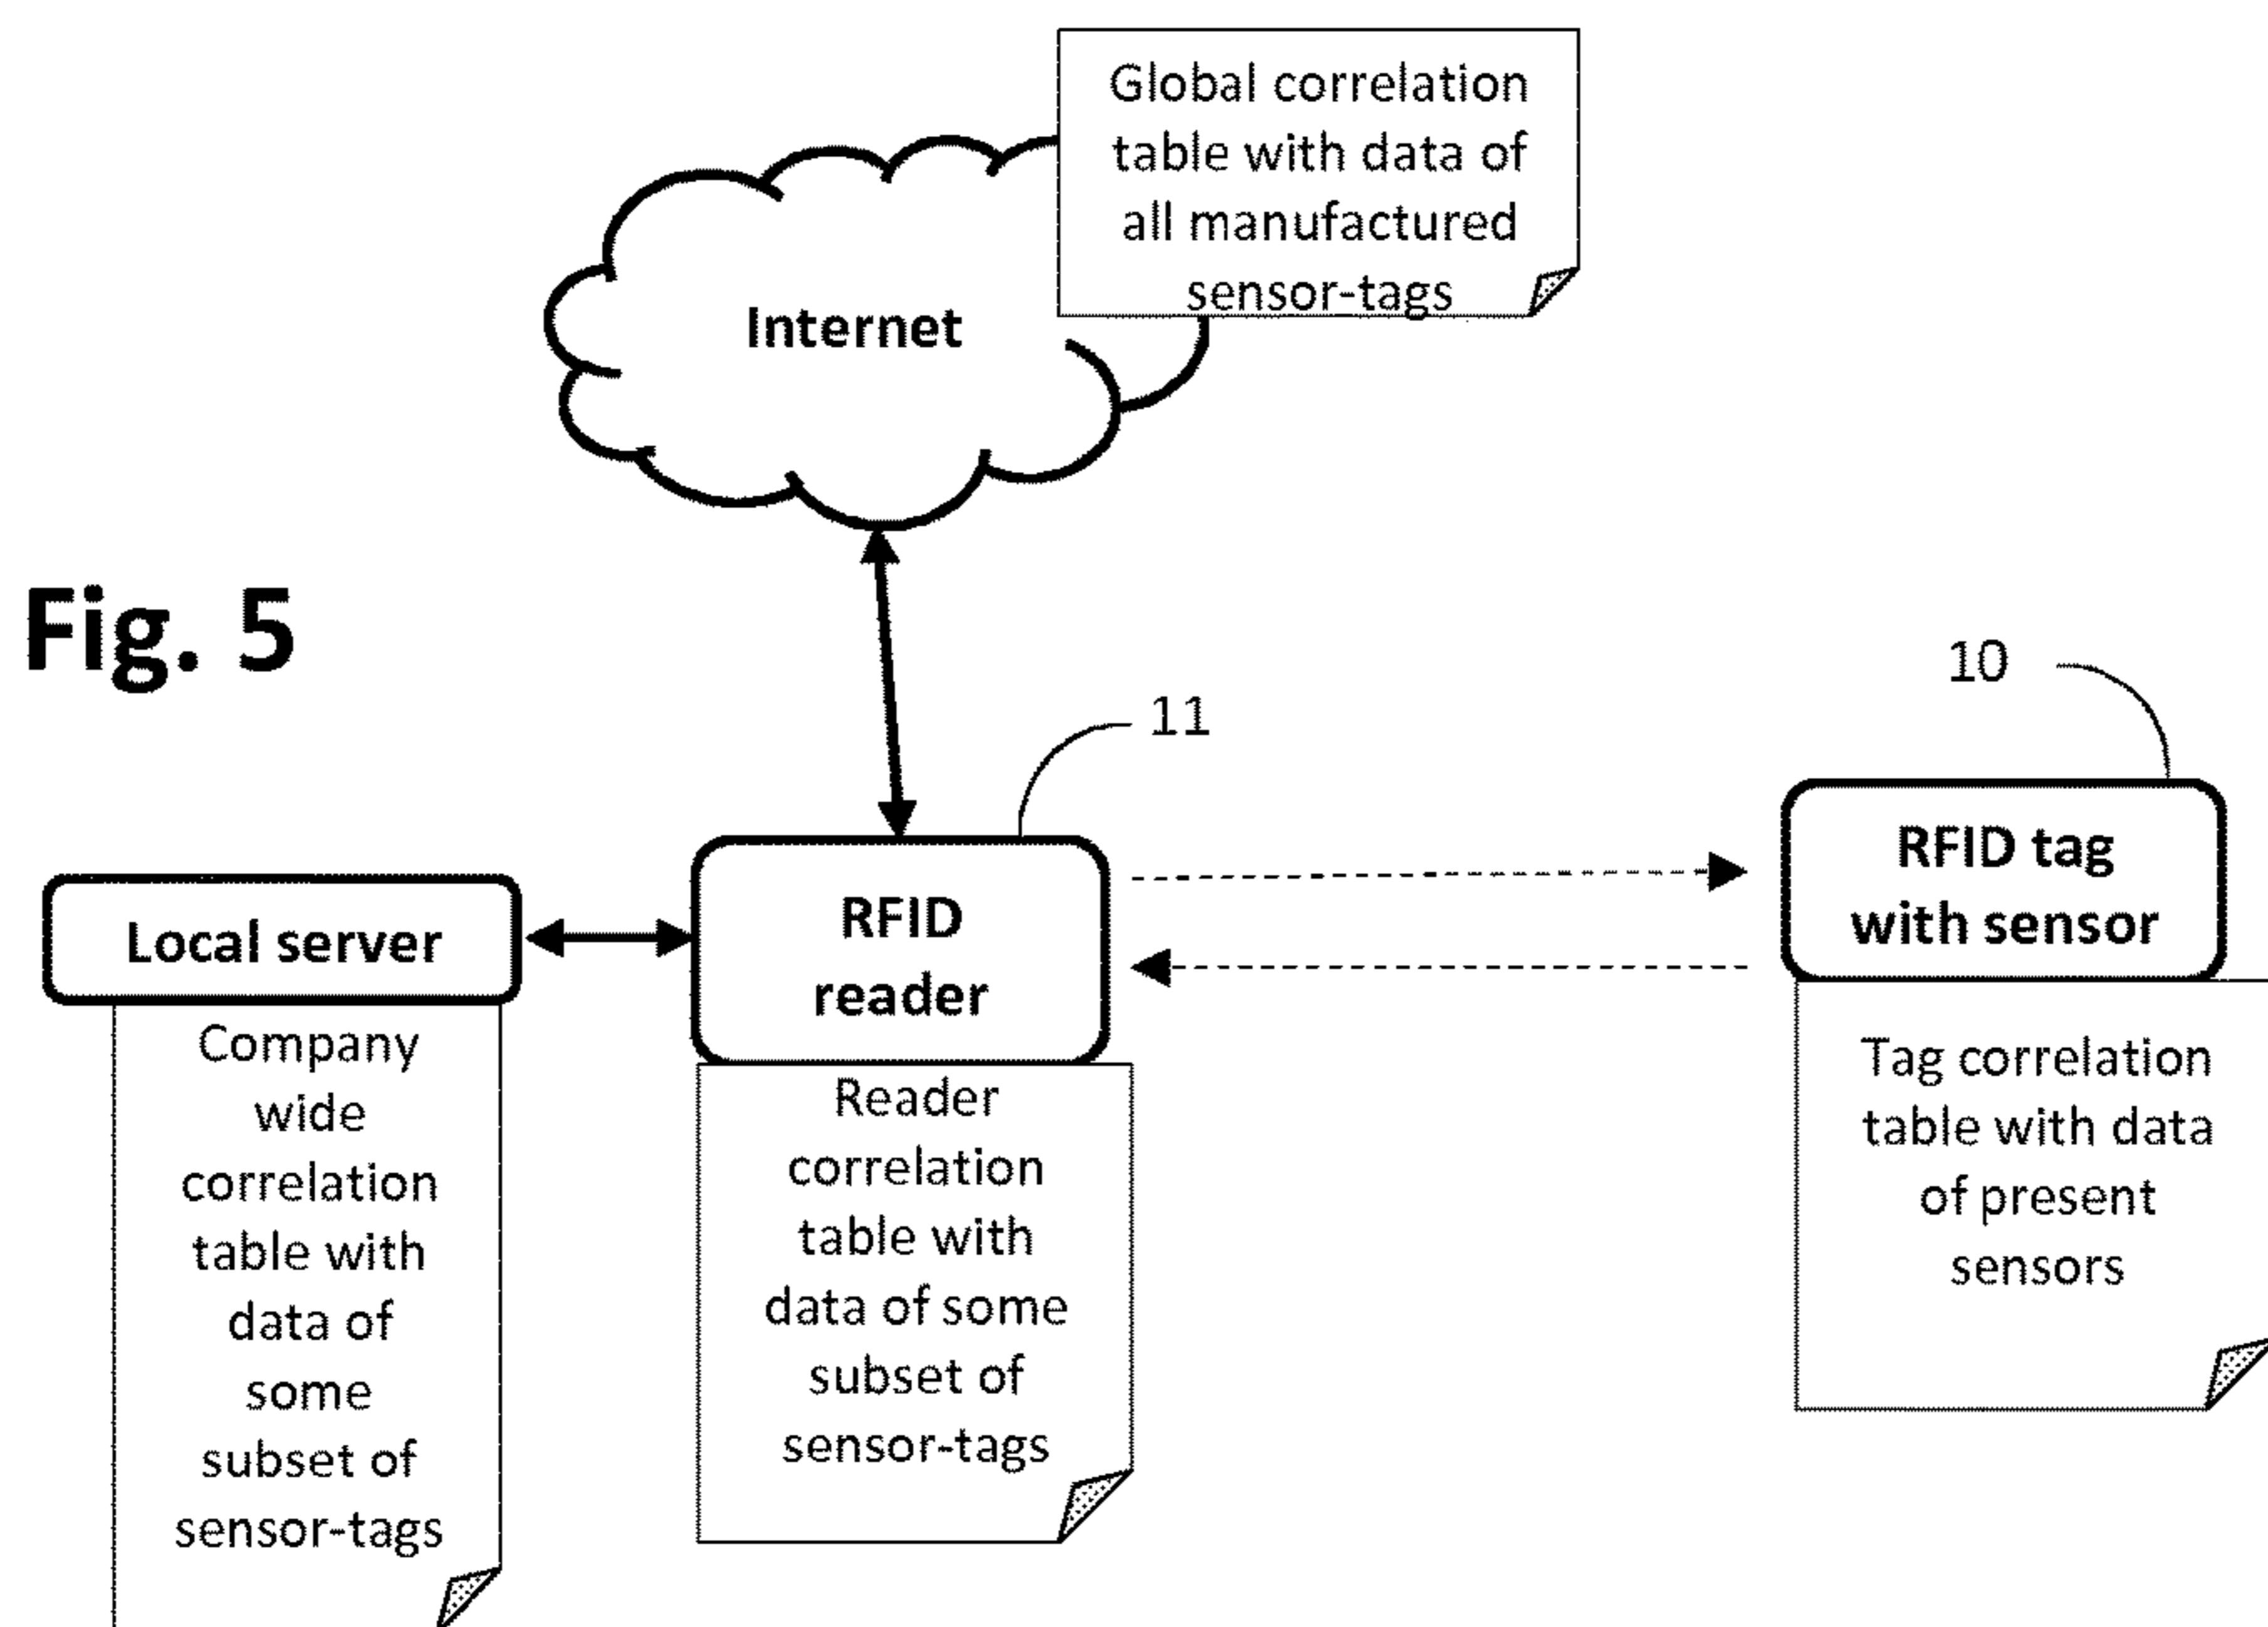 Global correlation
table with data of
all manufactured
sensor-tags
Internet
Fig. 5
10
11
RFID tag
with sensor
RFID
reader
Local server
Company
wide
correlation
table with
data of
some
subset of
sensor-tags
Reader
correlation
table with
data of some
subset of
sensor-tags
Tag correlation
table with data
of present
sensors